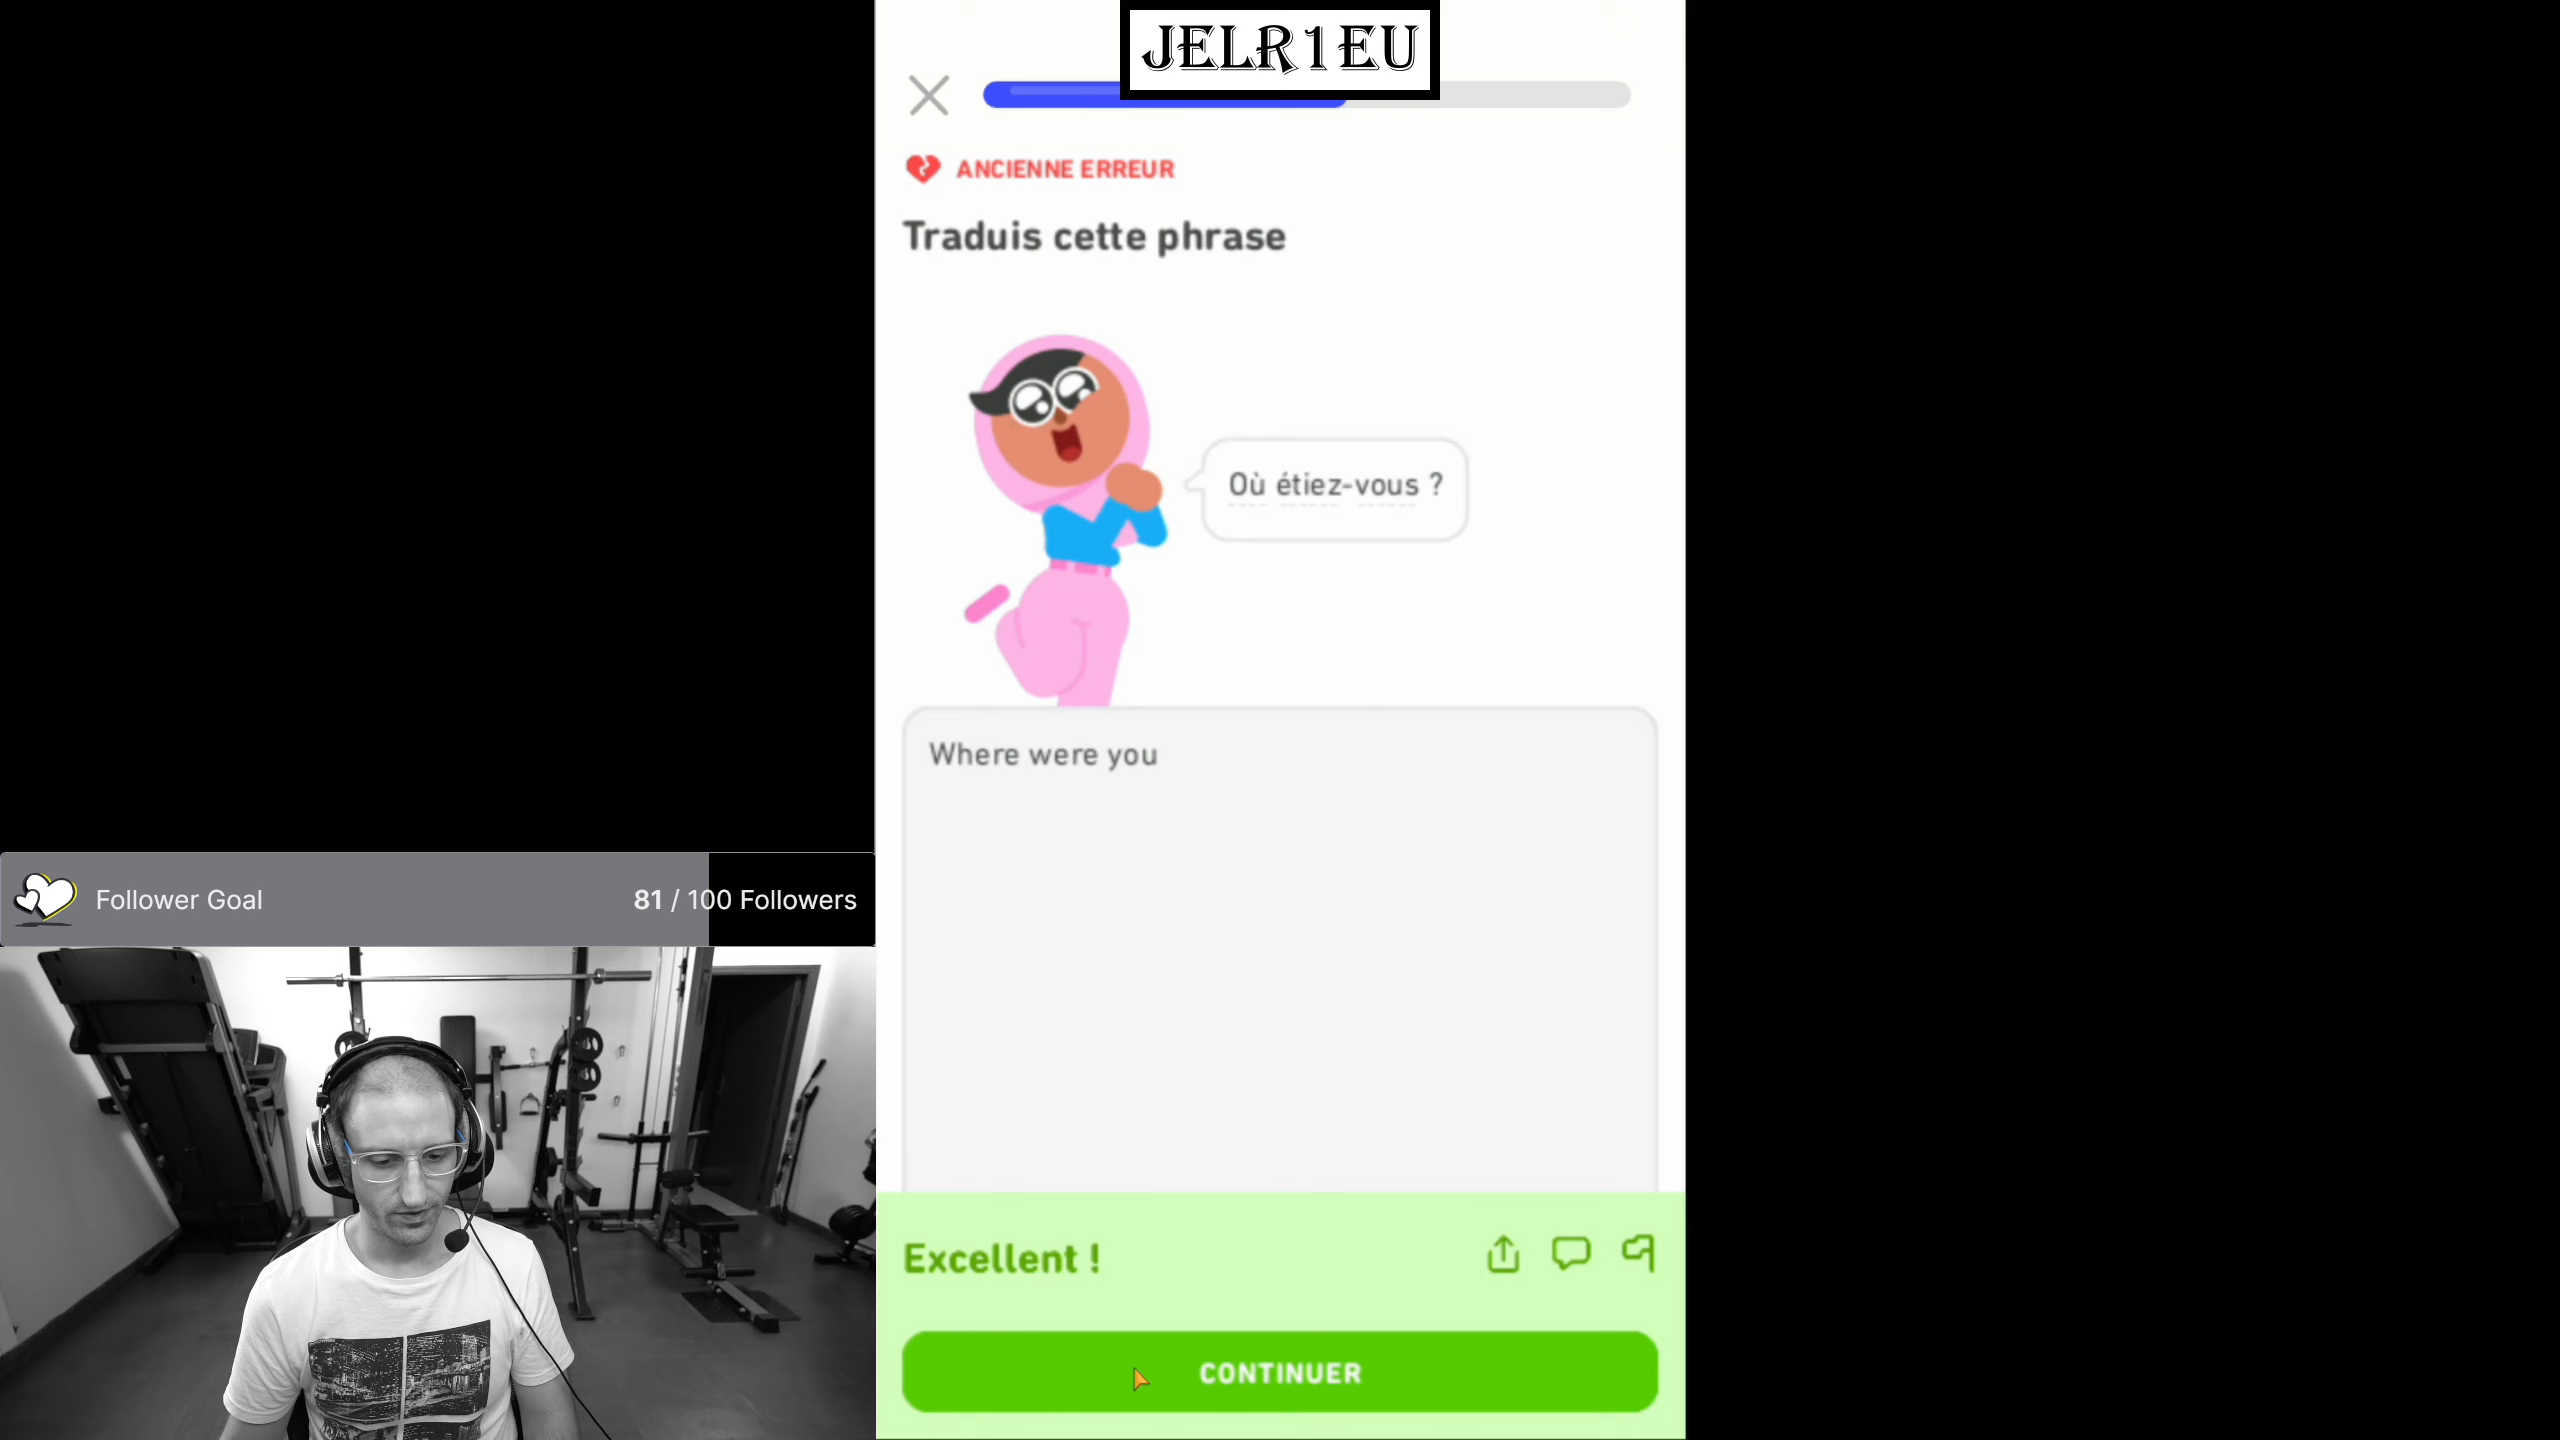 JELR1EU
ANCIENNE ERREUR
Traduis cette phrase
Où étiez-vous ?
Where were you
Follower Goal
81 / 100 Followers
Excellent !
CONTINUER